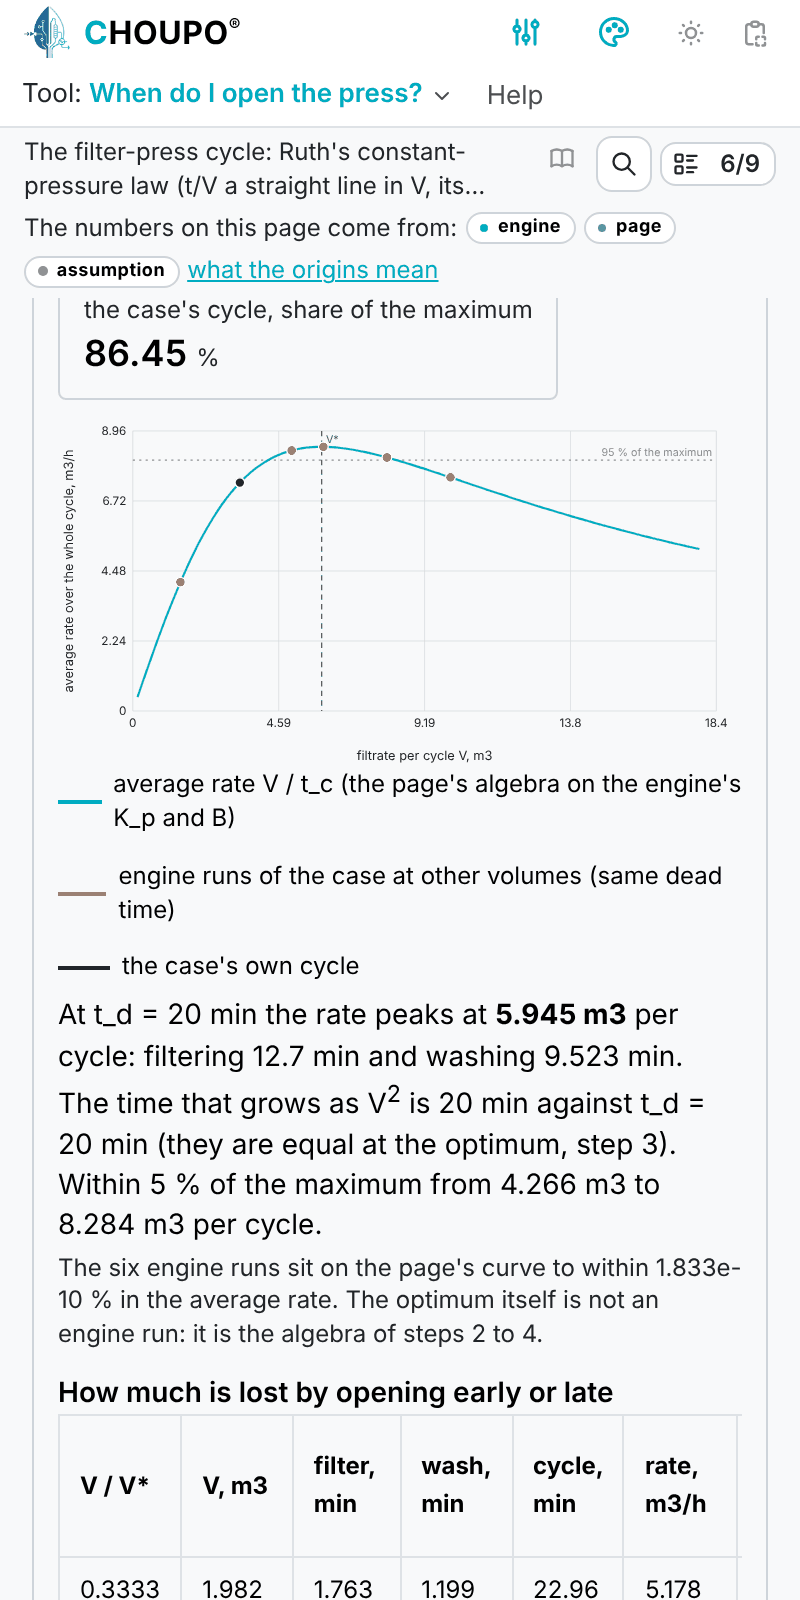 CHOUPO®
Tool: When do I open the press? Help
The filter-press cycle: Ruth's constant-
pressure law (t/V a straight line in V, its...
6/9
The numbers on this page come from: engine page
assumption what the origins mean
the case's cycle, share of the maximum
86.45 %
8.96
6.72
4.48
2.24
0
average rate over the whole cycle, m3/h
V*
95 % of the maximum
0 4.59 9.19 13.8 18.4
filtrate per cycle V, m3
average rate V / t_c (the page's algebra on the engine's
K_p and B)
engine runs of the case at other volumes (same dead
time)
the case's own cycle
At t_d = 20 min the rate peaks at 5.945 m3 per
cycle: filtering 12.7 min and washing 9.523 min.
The time that grows as V² is 20 min against t_d =
20 min (they are equal at the optimum, step 3).
Within 5 % of the maximum from 4.266 m3 to
8.284 m3 per cycle.
The six engine runs sit on the page's curve to within 1.833e-
10 % in the average rate. The optimum itself is not an
engine run: it is the algebra of steps 2 to 4.
How much is lost by opening early or late
V / V* V, m3 filter, min wash, min cycle, min rate, m3/h
0.3333 1.982 1.763 1.199 22.96 5.178